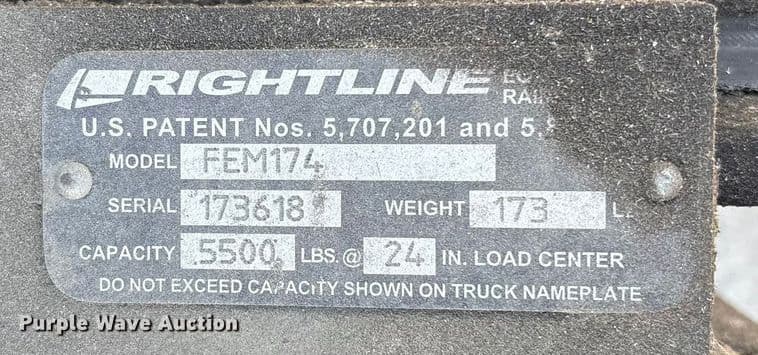 RIGHTLINE
U.S. PATENT Nos. 5,707,201 and
MODEL FEM174
SERIAL 173618 WEIGHT 173
CAPACITY 5500 LBS. @ 24 IN. LOAD CENTER
DO NOT EXCEED CAPACITY SHOWN ON TRUCK NAMEPLATE
Purple Wave Auction